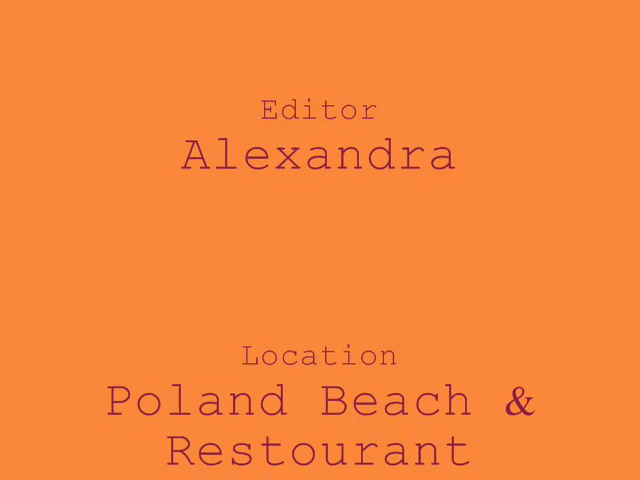 Editor
Alexandra
Location
Poland Beach &
Restourant